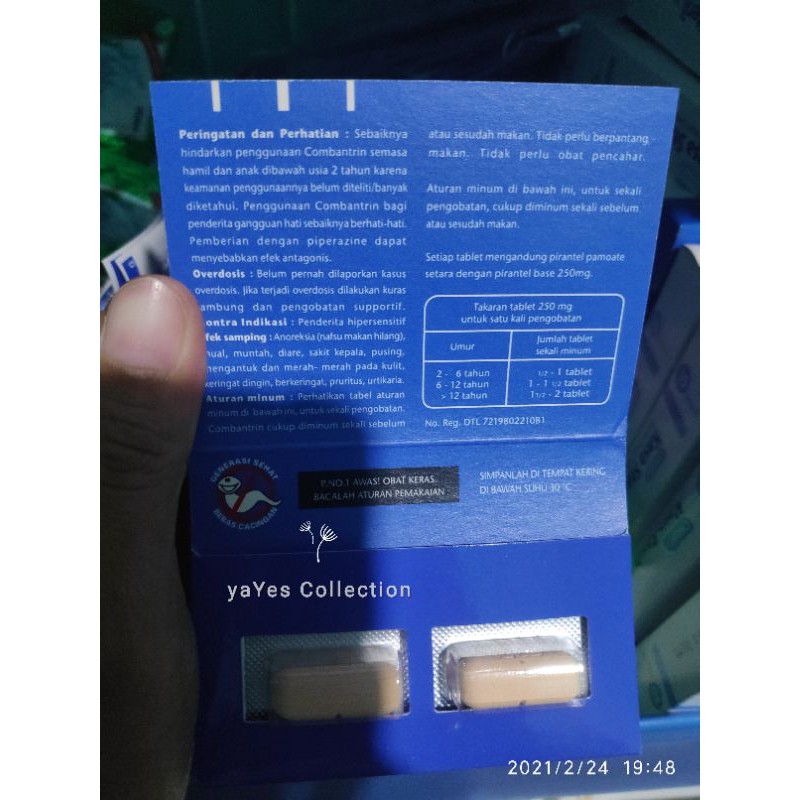 Peringatan dan Perhatian : Sebaiknya
hindarkan penggunaan Combantrin semasa
hamil dan anak dibawah usia 2 tahun karena
keamanan penggunaannya belum diteliti/banyak
diketahui. Penggunaan Combantrin bagi
penderita gangguan hati sebaiknya berhati-hati.
Pemberian dengan piperazine dapat
menyebabkan efek antagonis.
Overdosis : Belum pernah dilaporkan kasus
overdosis. Jika terjadi overdosis dilakukan kuras
ambung dan pengobatan supportif.
ontra Indikasi : Penderita hipersensitif
fek samping : Anoreksia (nafsu makan hilang),
ual, muntah, diare, sakit kepala, pusing,
mengantuk dan merah- merah pada kulit,
keringat dingin, berkeringat, pruritus, urtikaria.
Aturan minum : Perhatikan tabel aturan
minum di bawah ini, untuk sekali pengobatan.
Combantrin cukup diminum sekali sebelum
atau sesudah makan. Tidak perlu berpantang
makan. Tidak perlu obat pencahar.
Aturan minum di bawah ini, untuk sekali
pengobatan, cukup diminum sekali sebelum
atau sesudah makan.
Setiap tablet mengandung pirantel pamoate
setara dengan pirantel base 250mg.
Takaran tablet 250 mg
untuk satu kali pengobatan
Umur
Jumlah tablet
sekali minum
2 - 6 tahun 1/2 - 1 tablet
6 - 12 tahun 1 - 1 1/2 tablet
> 12 tahun 1 1/2 - 2 tablet
No. Reg. DTL 7219802210B1
GENERASI SEHAT
BEBAS CACINGAN
P.NO.1 AWAS! OBAT KERAS
BACALAH ATURAN PEMAKAIAN
SIMPANLAH DI TEMPAT KERING
DI BAWAH SUHU 30 °C
yaYes Collection
2021/2/24 19:48